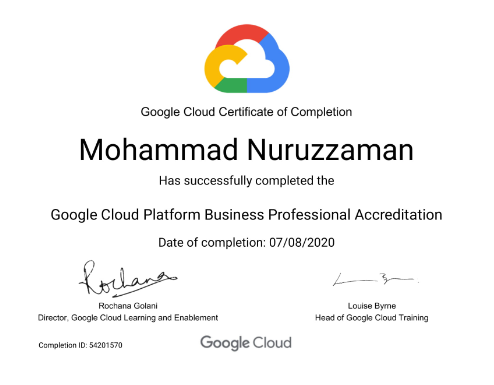 Google Cloud Certificate of Completion
Mohammad Nuruzzaman
Has successfully completed the
Google Cloud Platform Business Professional Accreditation
Date of completion: 07/08/2020
Rochana
Rochana Golani
Director, Google Cloud Learning and Enablement
Louise Byrne
Head of Google Cloud Training
Completion ID: 54201570
Google Cloud